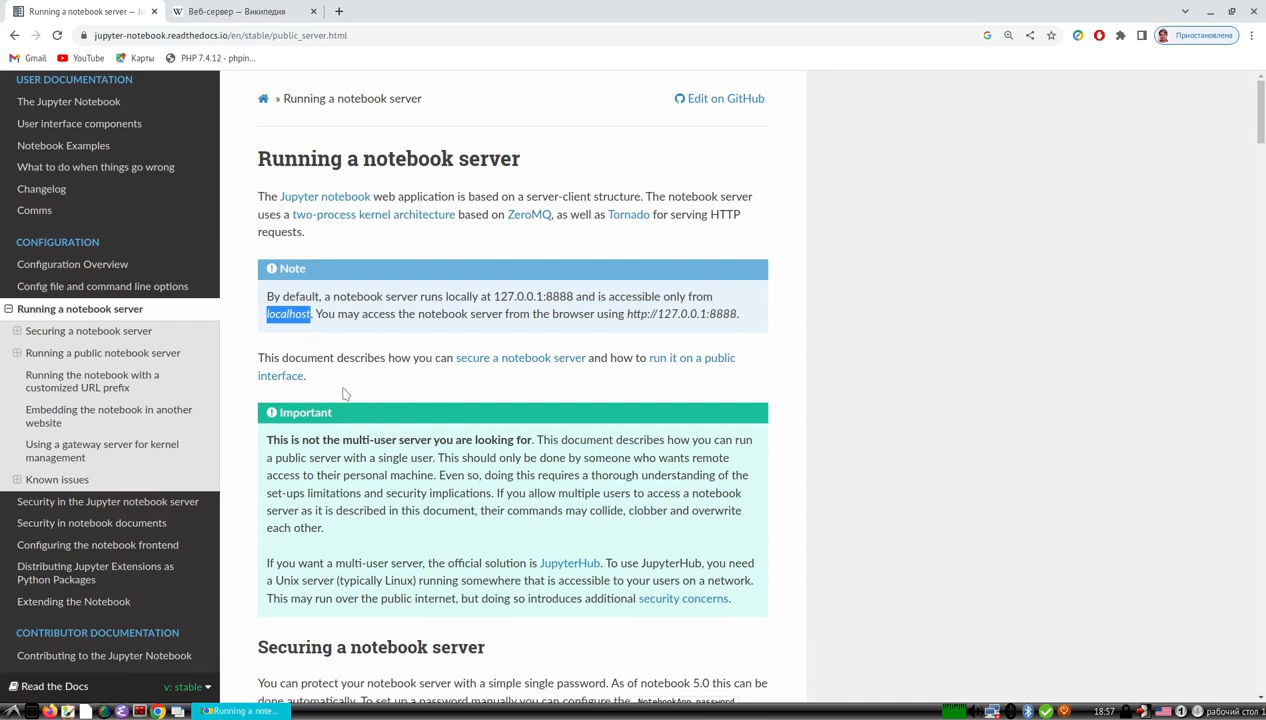 Running a notebook server — Ju
Веб-сервер — Википедия
jupyter-notebook.readthedocs.io/en/stable/public_server.html
Приостановлена
Gmail
YouTube
Карты
PHP 7.4.12 - phpin...
USER DOCUMENTATION
The Jupyter Notebook
User interface components
Notebook Examples
What to do when things go wrong
Changelog
Comms
CONFIGURATION
Configuration Overview
Config file and command line options
Running a notebook server
Securing a notebook server
Running a public notebook server
Running the notebook with a
customized URL prefix
Embedding the notebook in another
website
Using a gateway server for kernel
management
Known issues
Security in the Jupyter notebook server
Security in notebook documents
Configuring the notebook frontend
Distributing Jupyter Extensions as
Python Packages
Extending the Notebook
CONTRIBUTOR DOCUMENTATION
Contributing to the Jupyter Notebook
Read the Docs
v: stable
» Running a notebook server
Edit on GitHub
Running a notebook server
The Jupyter notebook web application is based on a server-client structure. The notebook server
uses a two-process kernel architecture based on ZeroMQ, as well as Tornado for serving HTTP
requests.
Note
By default, a notebook server runs locally at 127.0.0.1:8888 and is accessible only from
localhost. You may access the notebook server from the browser using http://127.0.0.1:8888.
This document describes how you can secure a notebook server and how to run it on a public
interface.
Important
This is not the multi-user server you are looking for. This document describes how you can run
a public server with a single user. This should only be done by someone who wants remote
access to their personal machine. Even so, doing this requires a thorough understanding of the
set-ups limitations and security implications. If you allow multiple users to access a notebook
server as it is described in this document, their commands may collide, clobber and overwrite
each other.
If you want a multi-user server, the official solution is JupyterHub. To use JupyterHub, you need
a Unix server (typically Linux) running somewhere that is accessible to your users on a network.
This may run over the public internet, but doing so introduces additional security concerns.
Securing a notebook server
You can protect your notebook server with a simple single password. As of notebook 5.0 this can be
done automatically. To set up a password manually you can configure the NotebookApp.password
Running a note...
18:57
1
рабочий стол 1